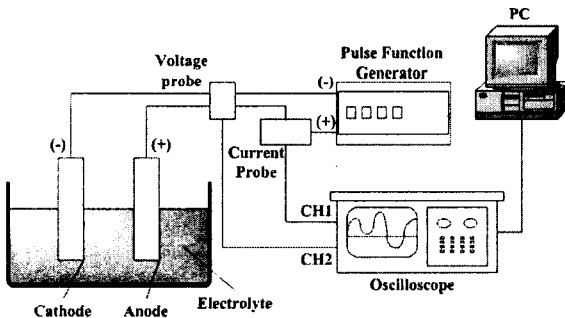 PC
Pulse Function
Generator
Voltage
probe
(-)
(+)
Current
Probe
(-)
(+)
CH1
CH2
Oscilloscope
Cathode
Anode
Electrolyte